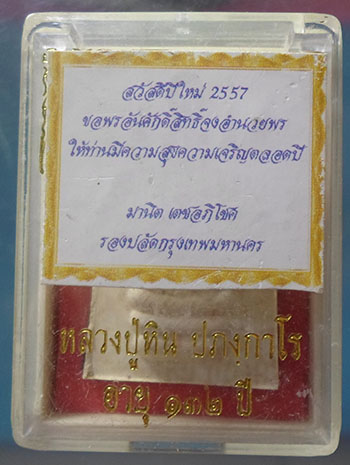 สวัสดีปีใหม่ 2557
ขอพรอันศักดิ์สิทธิ์จงอำนวยพร
ให้ท่านมีความสุขความเจริญตลอดปี
มานิต เตชอภิโชค
รองปลัดกรุงเทพมหานคร
หลวงปู่หิน ปภงฺกาโร
อายุ ๑๓๒ ปี